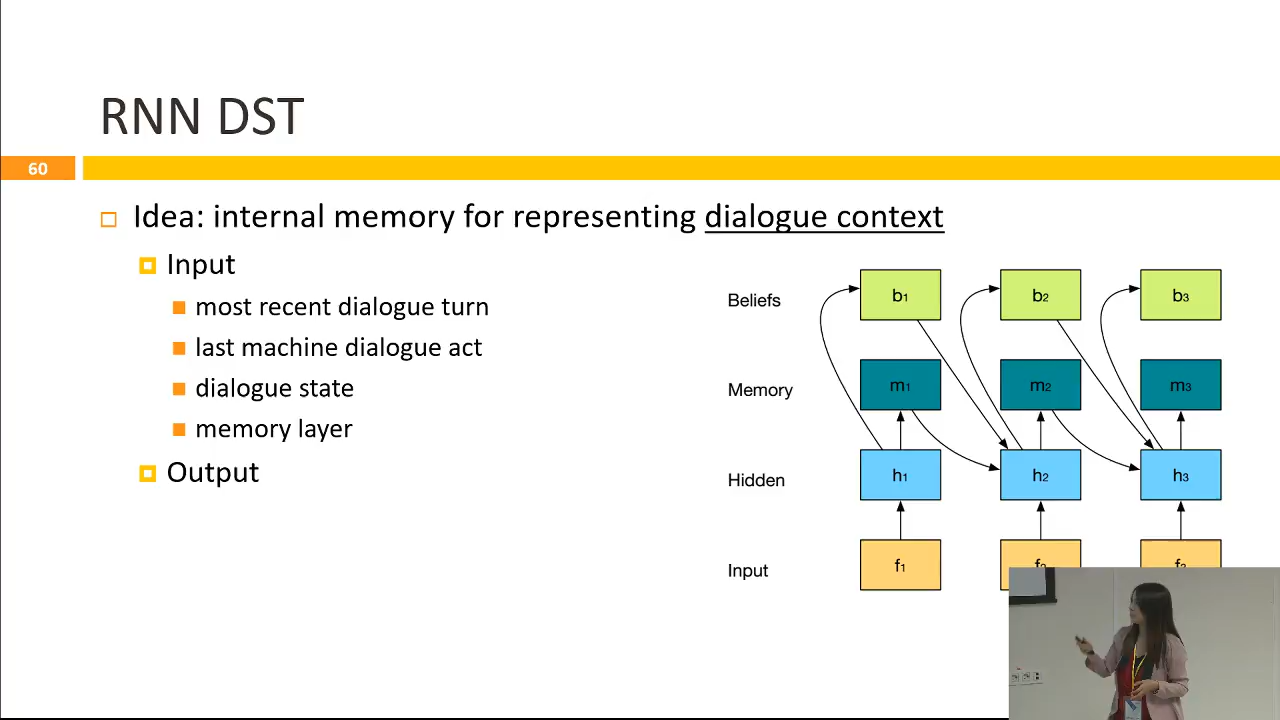 RNN DST
60
Idea: internal memory for representing dialogue context
Input
most recent dialogue turn
last machine dialogue act
dialogue state
memory layer
Output
Beliefs
b1
b2
b3
Memory
m1
m2
m3
Hidden
h1
h2
h3
Input
f1